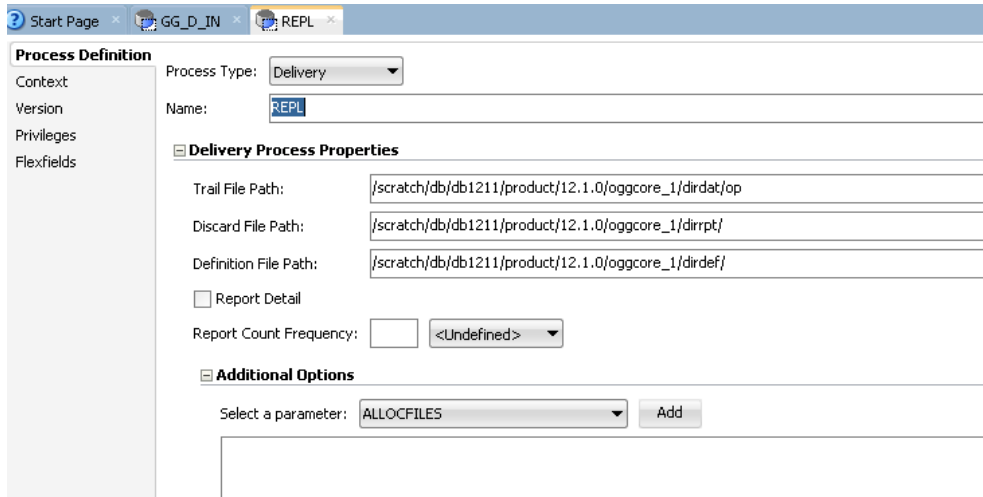 Start Page
GG_D_IN
REPL
Process Definition
Context
Version
Privileges
Flexfields
Process Type: Delivery
Name: REPL
Delivery Process Properties
Trail File Path: /scratch/db/db1211/product/12.1.0/oggcore_1/dirdat/op
Discard File Path: /scratch/db/db1211/product/12.1.0/oggcore_1/dirrpt/
Definition File Path: /scratch/db/db1211/product/12.1.0/oggcore_1/dirdef/
Report Detail
Report Count Frequency: <Undefined>
Additional Options
Select a parameter: ALLOCFILES Add